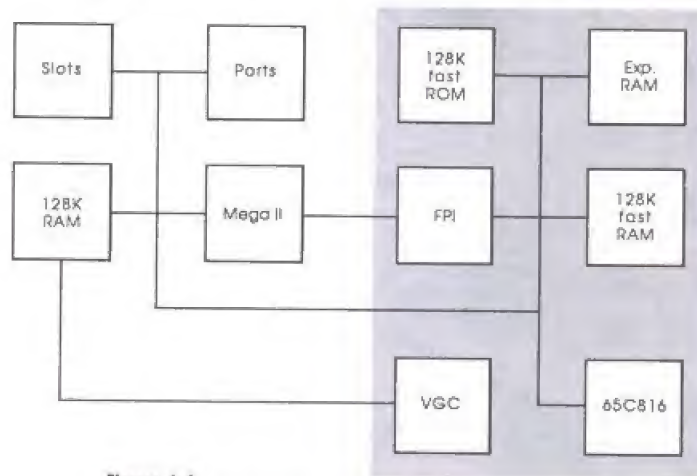 Slots
Ports
128K
fast
ROM
Exp.
RAM
128K
RAM
Mega II
FPI
128K
fast
RAM
VGC
65C816